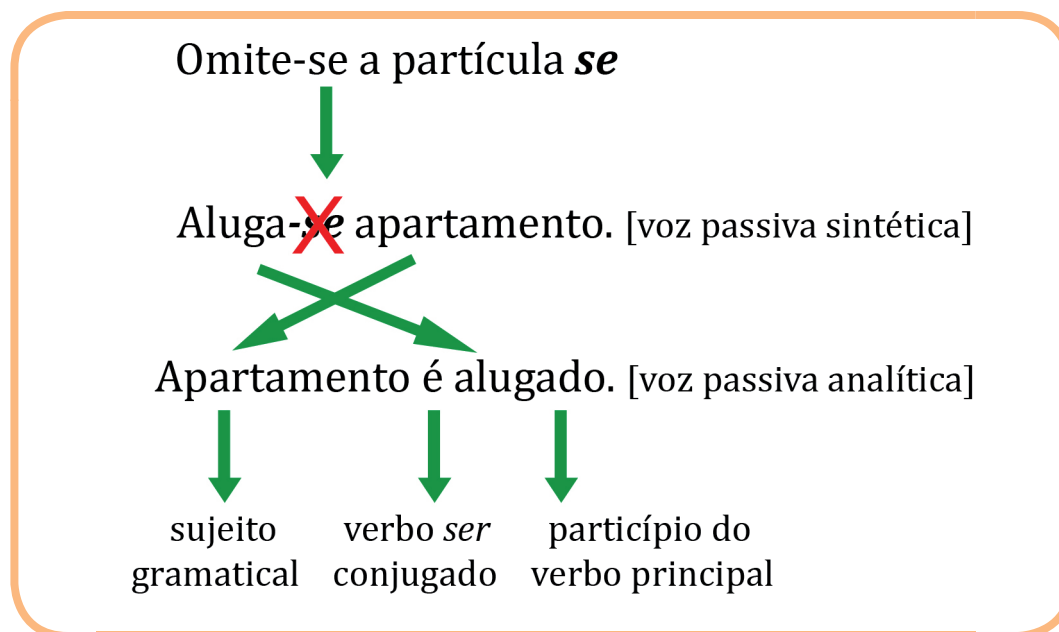 Omite-se a partícula se
Aluga-se apartamento. [voz passiva sintética]
Apartamento é alugado. [voz passiva analítica]
sujeito verbo ser particípio do
gramatical conjugado verbo principal